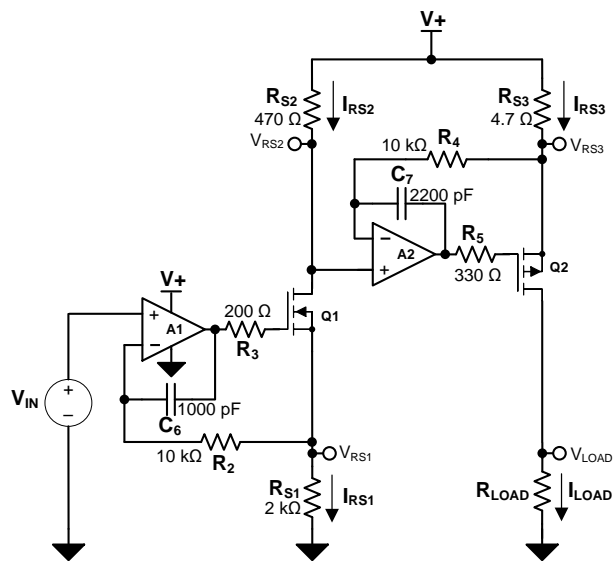 V+
RS2
470 Ω
IRS2
VRS2
RS3
4.7 Ω
IRS3
VRS3
10 kΩ
R4
C7
2200 pF
−
+
A2
R5
330 Ω
Q2
V+
+
−
A1
200 Ω
R3
Q1
VIN
+
−
1000 pF
C6
10 kΩ
R2
VRS1
RS1
2 kΩ
IRS1
VLOAD
RLOAD
ILOAD